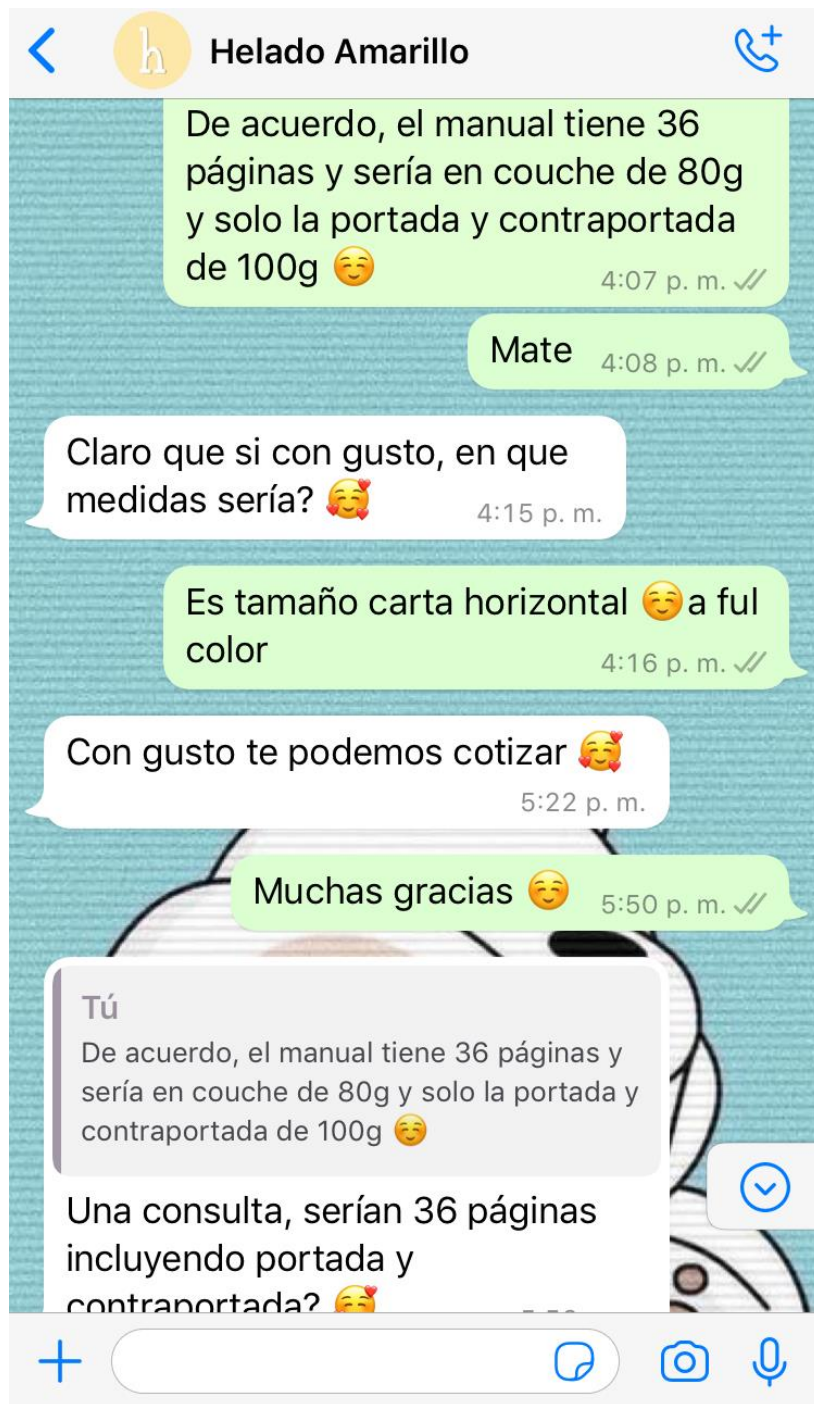 h
Helado Amarillo
De acuerdo, el manual tiene 36
páginas y sería en couche de 80g
y solo la portada y contraportada
de 100g ☺️
4:07 p. m.
Mate
4:08 p. m.
Claro que si con gusto, en que
medidas sería? 🥰
4:15 p. m.
Es tamaño carta horizontal ☺️ a ful
color
4:16 p. m.
Con gusto te podemos cotizar 🥰
5:22 p. m.
Muchas gracias ☺️
5:50 p. m.
Tú
De acuerdo, el manual tiene 36 páginas y
sería en couche de 80g y solo la portada y
contraportada de 100g ☺️
Una consulta, serían 36 páginas
incluyendo portada y
contraportada? 🥰